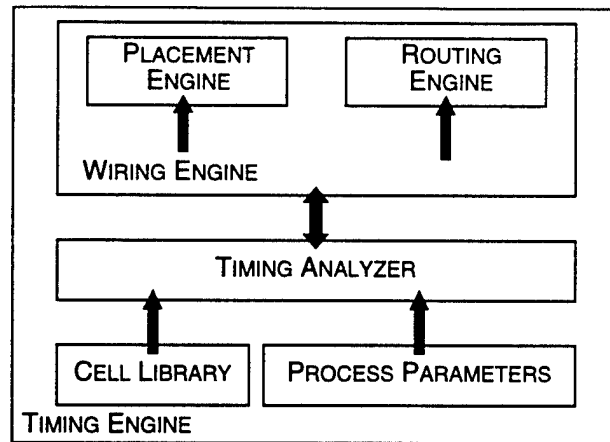 PLACEMENT
ENGINE
ROUTING
ENGINE
WIRING ENGINE
TIMING ANALYZER
CELL LIBRARY
PROCESS PARAMETERS
TIMING ENGINE